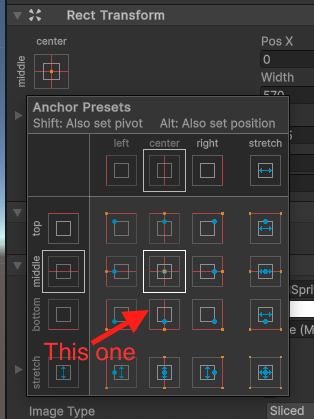 Rect Transform
center
Pos X
middle
0
Width
570
Anchor Presets
Shift: Also set pivot Alt: Also set position
left center right stretch
top
middle
bottom
This one
stretch
5
Spri
e (M
Image Type Sliced